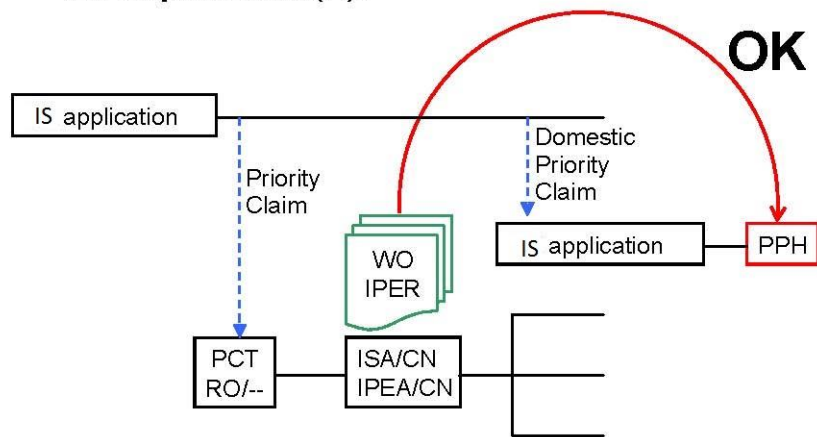 OK
IS application
Priority
Claim
Domestic
Priority
Claim
WO
IPER
IS application
PPH
PCT
RO/--
ISA/CN
IPEA/CN